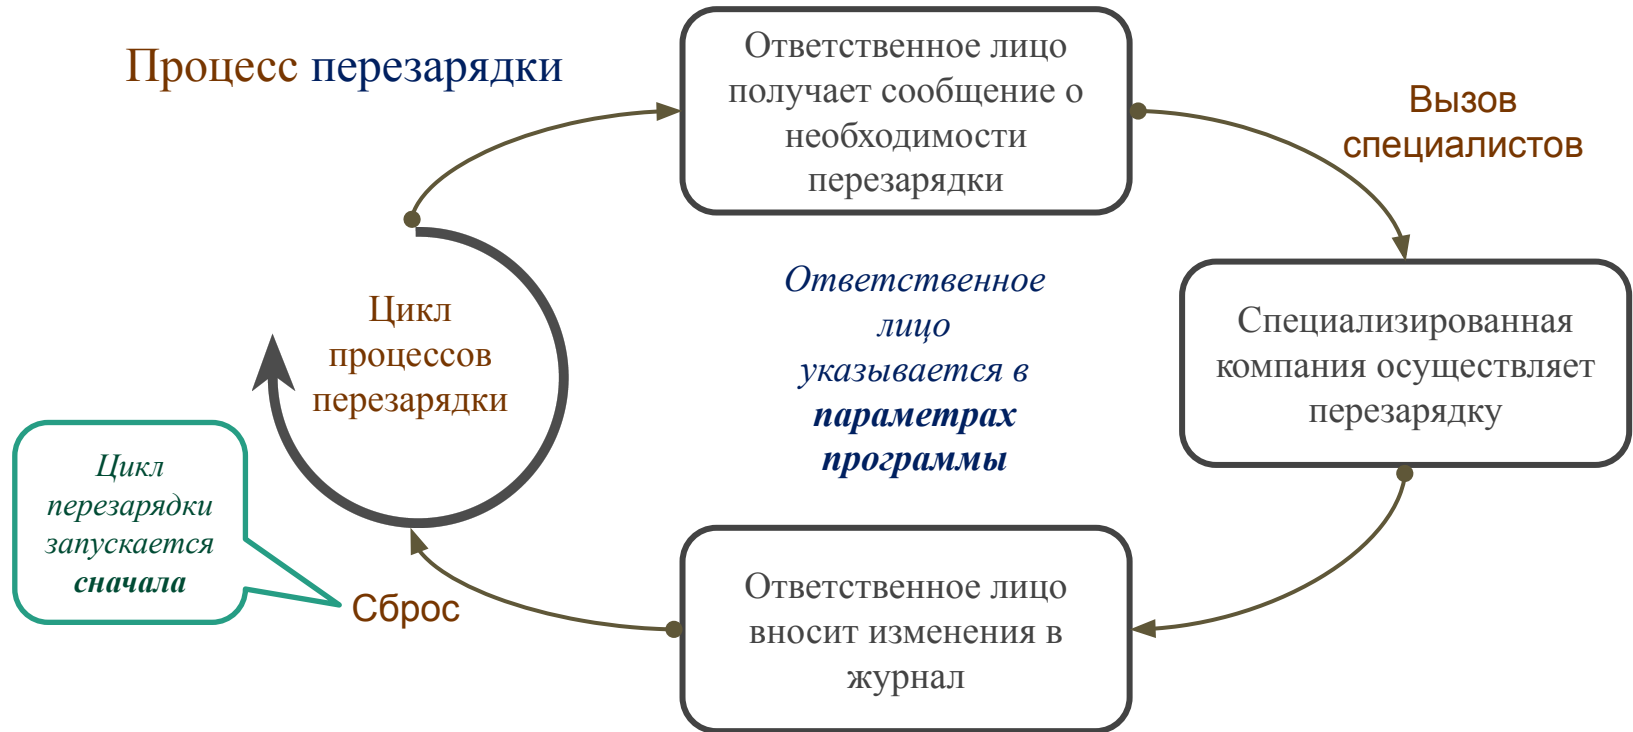 Процесс перезарядки
Ответственное лицо
получает сообщение о
необходимости
перезарядки
Вызов
специалистов
Цикл
процессов
перезарядки
Ответственное
лицо
указывается в
параметрах
программы
Специализированная
компания осуществляет
перезарядку
Цикл
перезарядки
запускается
сначала
Сброс
Ответственное лицо
вносит изменения в
журнал